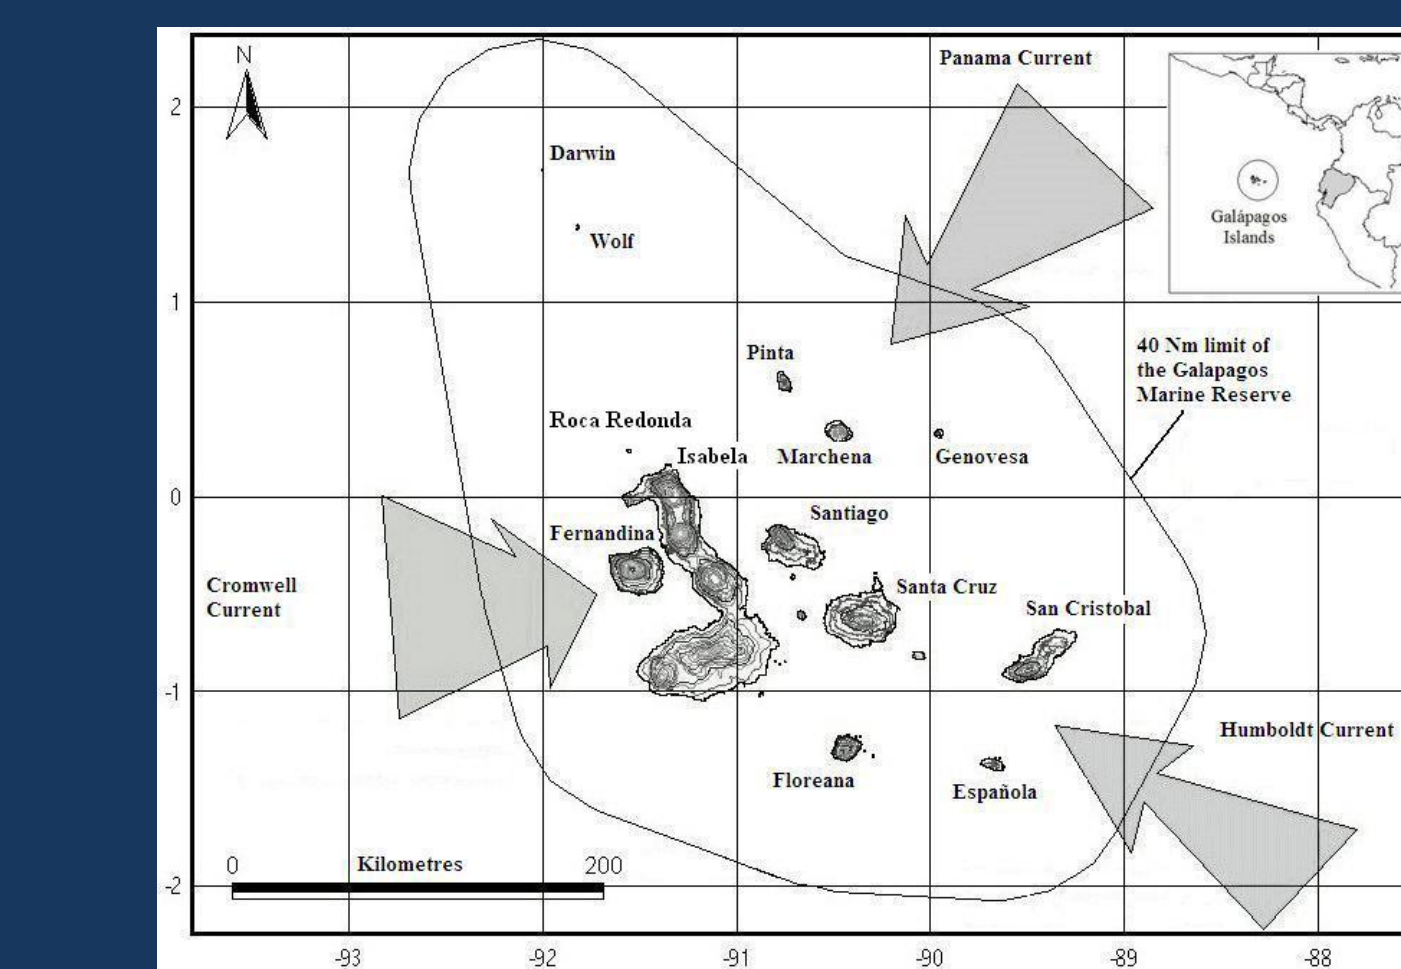 N
Panama Current
Galápagos
Islands
2
Darwin
Wolf
1
40 Nm limit of
the Galapagos
Marine Reserve
Pinta
Roca Redonda
Isabela
Marchena
Genovesa
0
Santiago
Fernandina
Cromwell
Current
Santa Cruz
San Cristobal
-1
Humboldt Current
Floreana
Española
0
Kilometres
200
-2
-93
-92
-91
-90
-89
-88